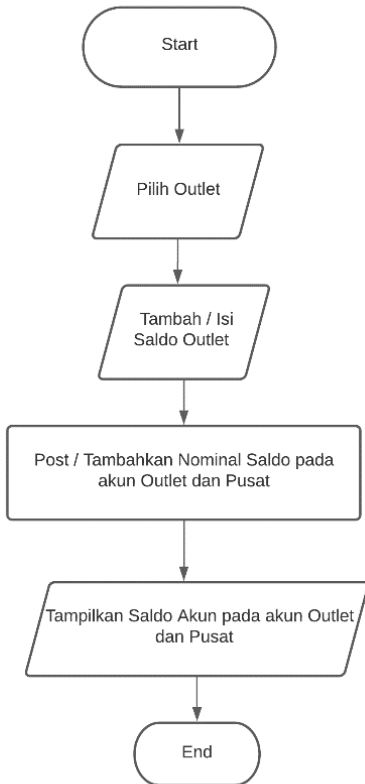 Start
Pilih Outlet
Tambah / Isi
Saldo Outlet
Post / Tambahkan Nominal Saldo pada
akun Outlet dan Pusat
Tampilkan Saldo Akun pada akun Outlet
dan Pusat
End